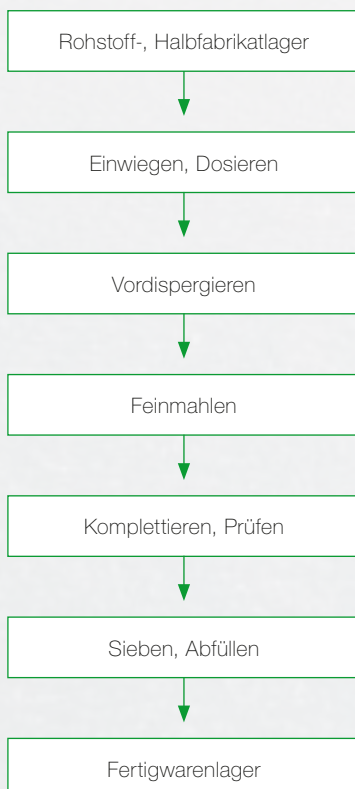 Rohstoff-, Halbfabrikatlager
Einwiegen, Dosieren
Vordispergieren
Feinmahlen
Komplettieren, Prüfen
Sieben, Abfüllen
Fertigwarenlager